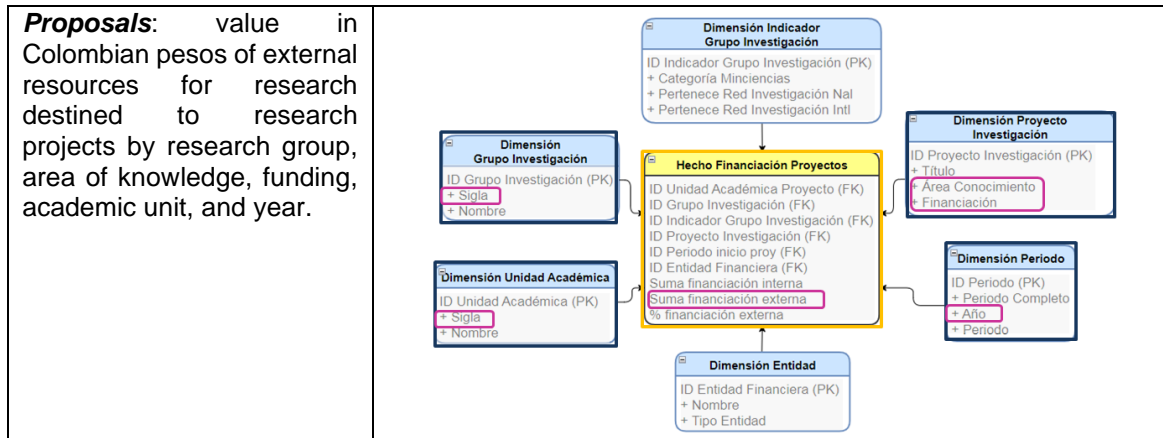 Proposals: value in
Colombian pesos of external
resources for research
destined to research
projects by research group,
area of knowledge, funding,
academic unit, and year.
Dimensión Indicador
Grupo Investigación
ID Indicador Grupo Investigación (PK)
+ Categoría Minciencias
+ Pertenece Red Investigación Nal
+ Pertenece Red Investigación Intl
Dimensión
Grupo Investigación
ID Grupo Investigación (PK)
+ Sigla
+ Nombre
Hecho Financiación Proyectos
ID Unidad Académica Proyecto (FK)
ID Grupo Investigación (FK)
ID Indicador Grupo Investigación (FK)
ID Proyecto Investigación (FK)
ID Periodo inicio proy (FK)
ID Entidad Financiera (FK)
Suma financiación interna
Suma financiación externa
% financiación externa
Dimensión Proyecto
Investigación
ID Proyecto Investigación (PK)
+ Título
+ Área Conocimiento
+ Financiación
Dimensión Unidad Académica
ID Unidad Académica (PK)
+ Sigla
+ Nombre
Dimensión Periodo
ID Periodo (PK)
+ Periodo Completo
+ Año
+ Periodo
Dimensión Entidad
ID Entidad Financiera (PK)
+ Nombre
+ Tipo Entidad